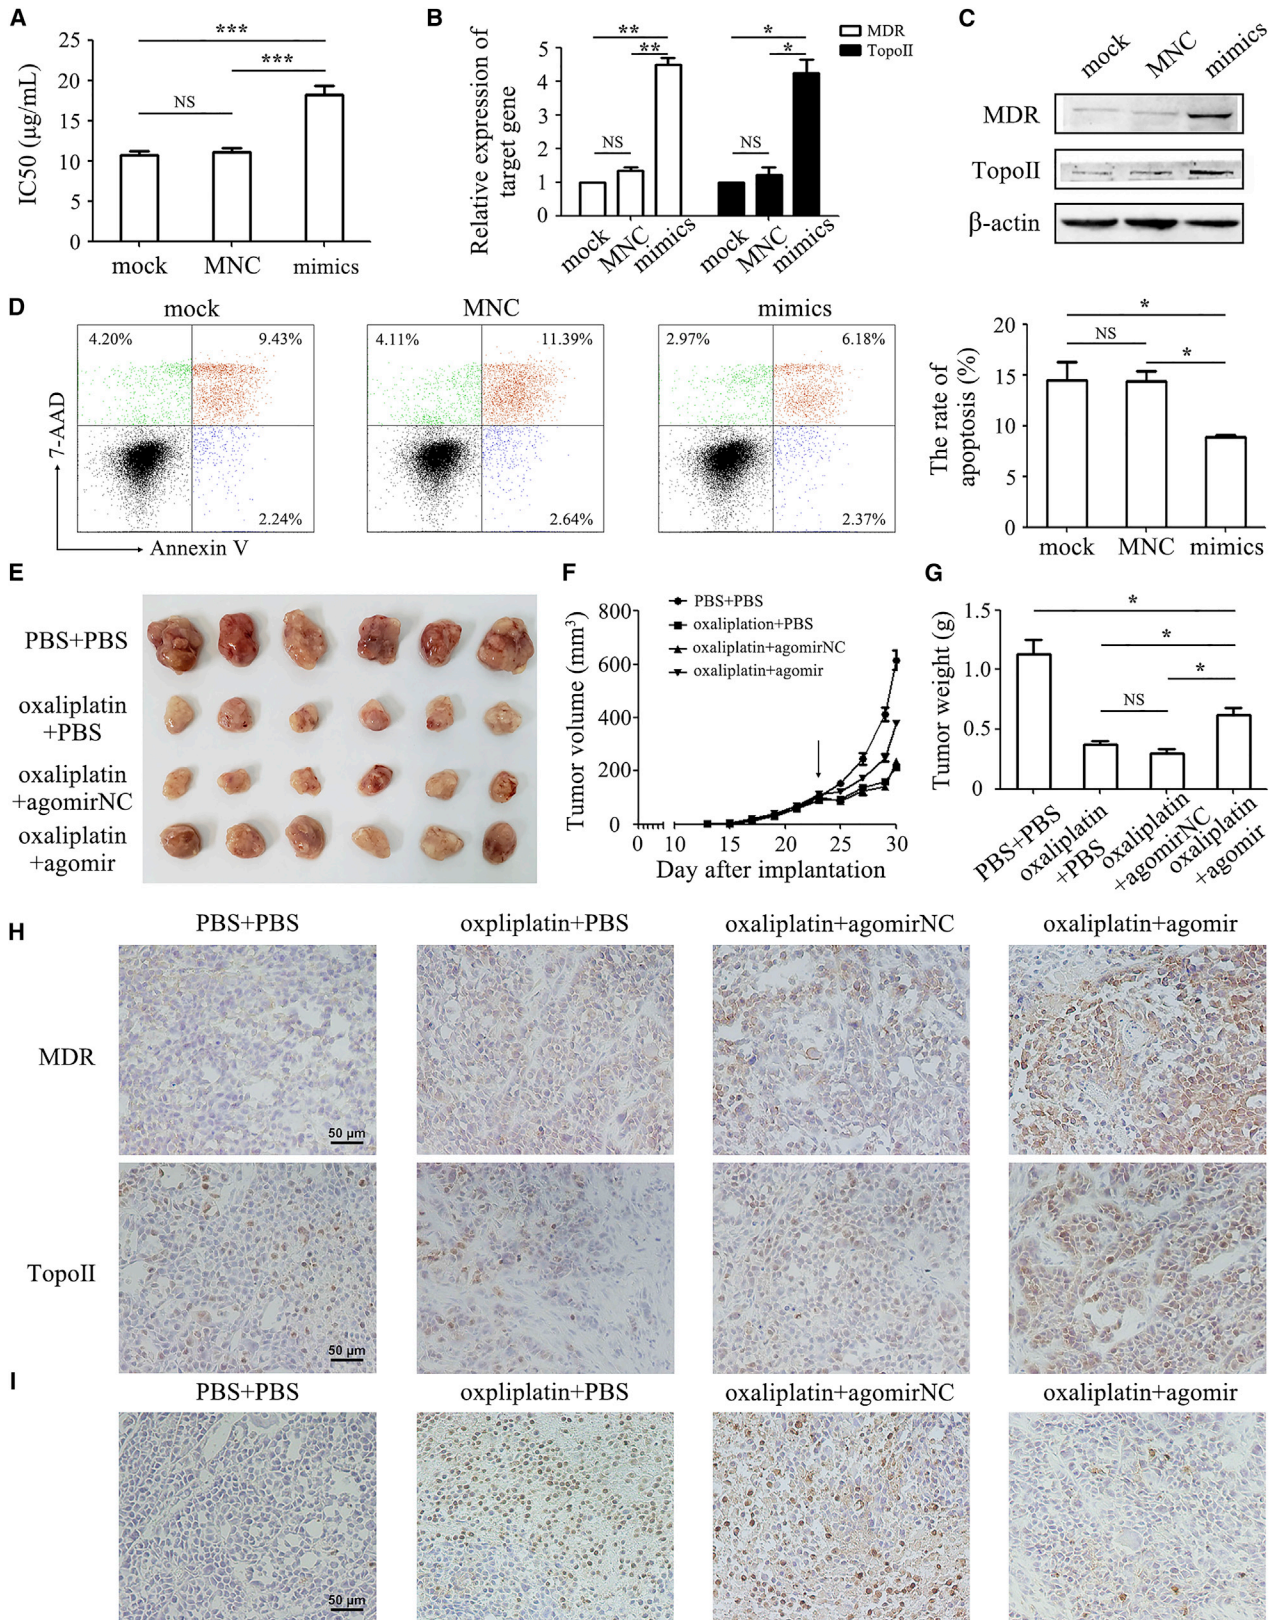 A
25
20
15
10
5
0
IC50 (µg/mL)
***
***
NS
mock
MNC
mimics
B
Relative expression of
target gene
5
4
3
2
1
0
**
**
NS
*
*
NS
MDR
TopoII
mock
MNC
mimics
mock
MNC
mimics
C
mock
MNC
mimics
MDR
TopoII
β-actin
D
mock
MNC
mimics
4.20%
9.43%
2.24%
4.11%
11.39%
2.64%
2.97%
6.18%
2.37%
7-AAD
Annexin V
The rate of
apoptosis (%)
20
15
10
5
0
*
NS
*
mock
MNC
mimics
E
PBS+PBS
oxaliplatin
+PBS
oxaliplatin
+agomirNC
oxaliplatin
+agomir
F
Tumor volume (mm³)
800
600
400
200
0
PBS+PBS
oxaliplation+PBS
oxaliplatin+agomirNC
oxaliplatin+agomir
0
10
20
25
30
Day after implantation
G
Tumor weight (g)
1.5
1.0
0.5
0
*
*
*
NS
PBS+PBS
oxaliplatin
+PBS
oxaliplatin
+agomirNC
oxaliplatin
+agomir
H
PBS+PBS
oxpliplatin+PBS
oxaliplatin+agomirNC
oxaliplatin+agomir
MDR
50 µm
TopoII
50 µm
I
PBS+PBS
oxpliplatin+PBS
oxaliplatin+agomirNC
oxaliplatin+agomir
50 µm